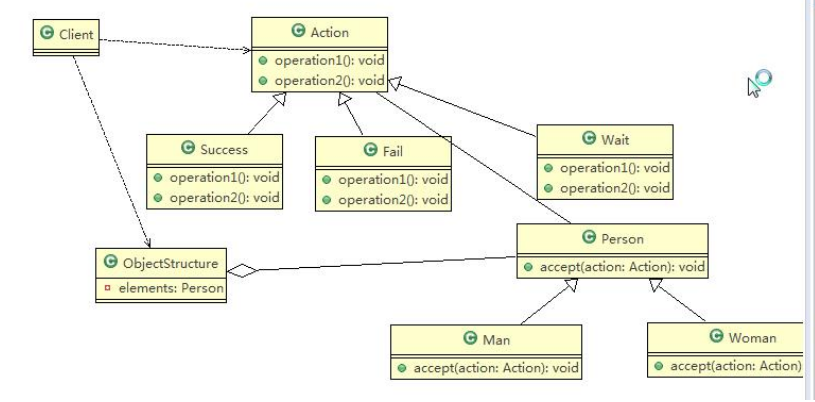 Client
Action
operation1(): void
operation2(): void
Success
operation1(): void
operation2(): void
Fail
operation1(): void
operation2(): void
Wait
operation1(): void
operation2(): void
ObjectStructure
elements: Person
Person
accept(action: Action): void
Man
accept(action: Action): void
Woman
accept(action: Action)